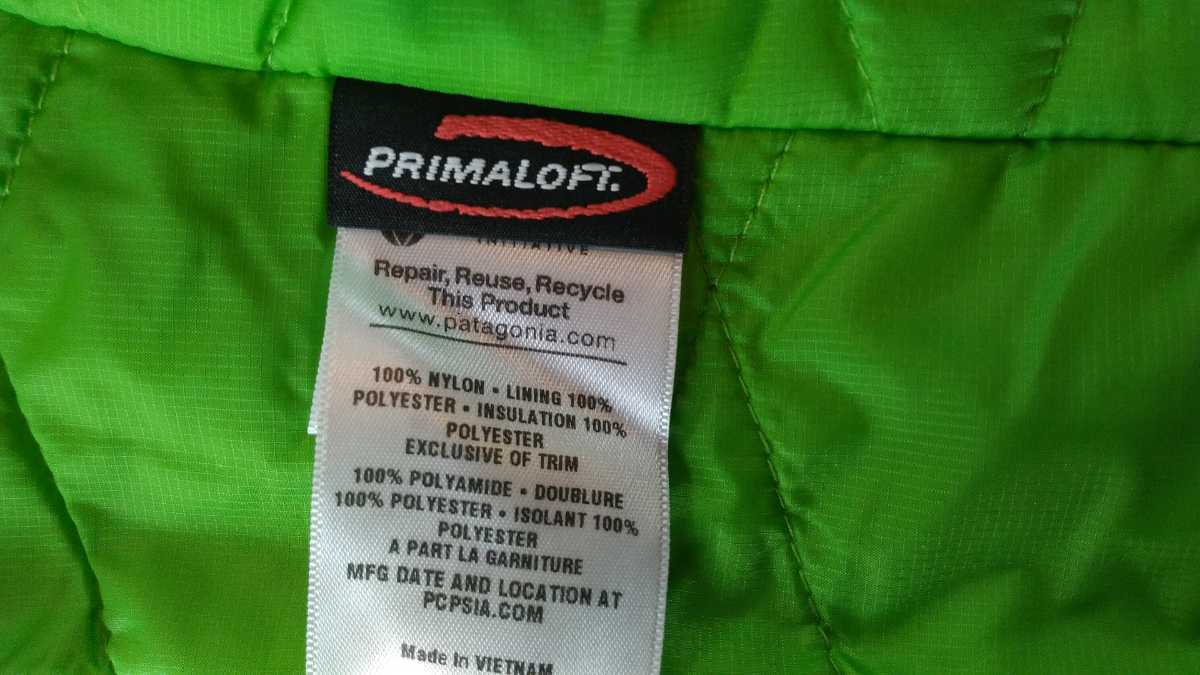 PRIMALOFT.
INITIATIVE
Repair, Reuse, Recycle
This Product
www.patagonia.com
100% NYLON • LINING 100%
POLYESTER • INSULATION 100%
POLYESTER
EXCLUSIVE OF TRIM
100% POLYAMIDE • DOUBLURE
100% POLYESTER • ISOLANT 100%
POLYESTER
A PART LA GARNITURE
MFG DATE AND LOCATION AT
PCPSIA.COM
Made In VIETNAM